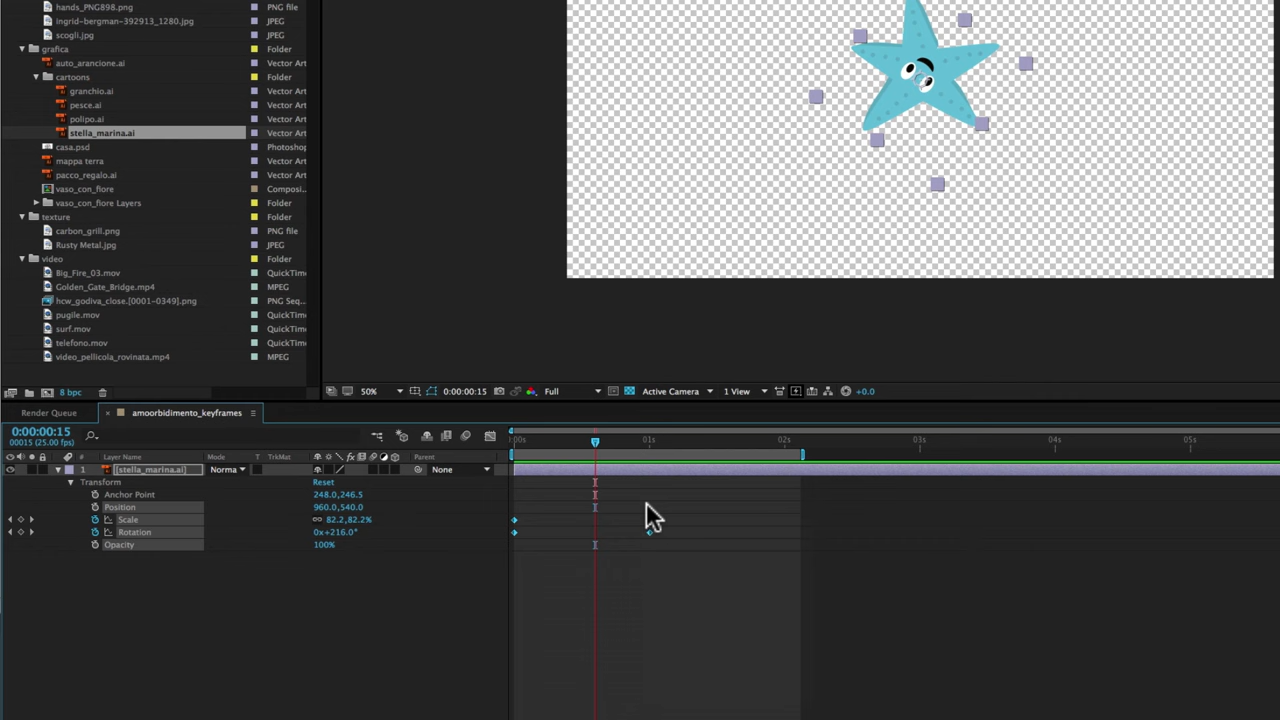 hands_PNG898.png PNG file
ingrid-bergman-392913_1280.jpg JPEG
scogli.jpg JPEG
grafica Folder
auto_arancione.ai Vector Art
cartoons Folder
granchio.ai Vector Art
pesce.ai Vector Art
polipo.ai Vector Art
stella_marina.ai Vector Art
casa.psd Photoshop
mappa terra Vector Art
pacco_regalo.ai Vector Art
vaso_con_fiore Composi...
vaso_con_fiore Layers Folder
texture Folder
carbon_grill.png PNG file
Rusty Metal.jpg JPEG
video Folder
Big_Fire_03.mov QuickTim
Golden_Gate_Bridge.mp4 MPEG
hcw_godiva_close.[0001-0349].png PNG Seq...
pugile.mov QuickTim
surf.mov QuickTim
telefono.mov QuickTim
video_pellicola_rovinata.mp4 MPEG
8 bpc 50% 0:00:00:15 Full Active Camera 1 View +0.0
Render Queue amoorbidimento_keyframes
0:00:00:15
00015 (25.00 fps) :00s 01s 02s 03s 04s 05s
# Layer Name Mode T TrkMat Parent
1 [stella_marina.ai] Norma None
Transform Reset
Anchor Point 248.0,246.5
Position 960.0,540.0
Scale 82.2,82.2%
Rotation 0x+216.0°
Opacity 100%